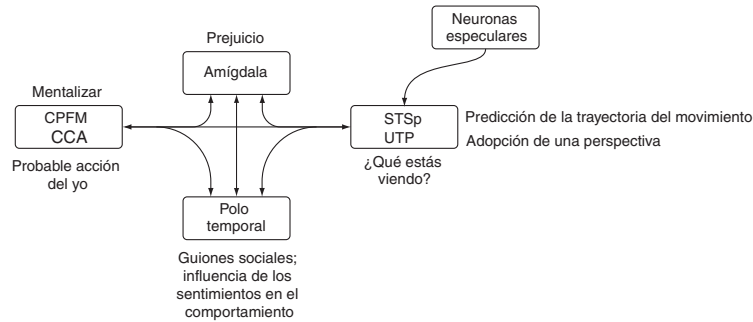 Neuronas
especulares
Prejuicio
Amígdala
Mentalizar
CPFM
CCA
Probable acción
del yo
STSp
UTP
Predicción de la trayectoria del movimiento
Adopción de una perspectiva
¿Qué estás
viendo?
Polo
temporal
Guiones sociales;
influencia de los
sentimientos en el
comportamiento